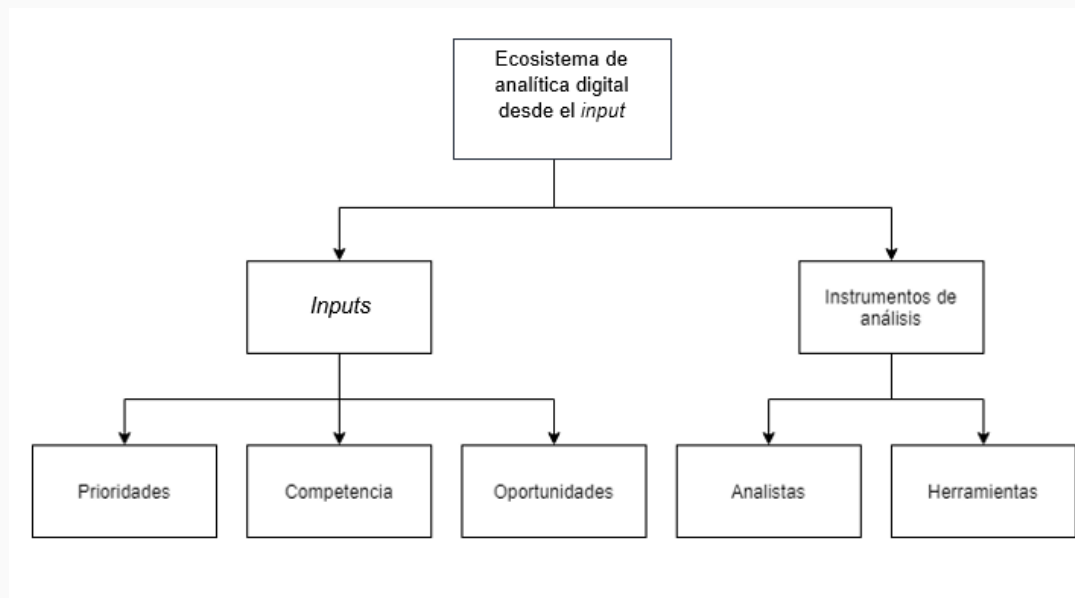 Ecosistema de
analítica digital
desde el input
Inputs
Instrumentos de
análisis
Prioridades
Competencia
Oportunidades
Analistas
Herramientas